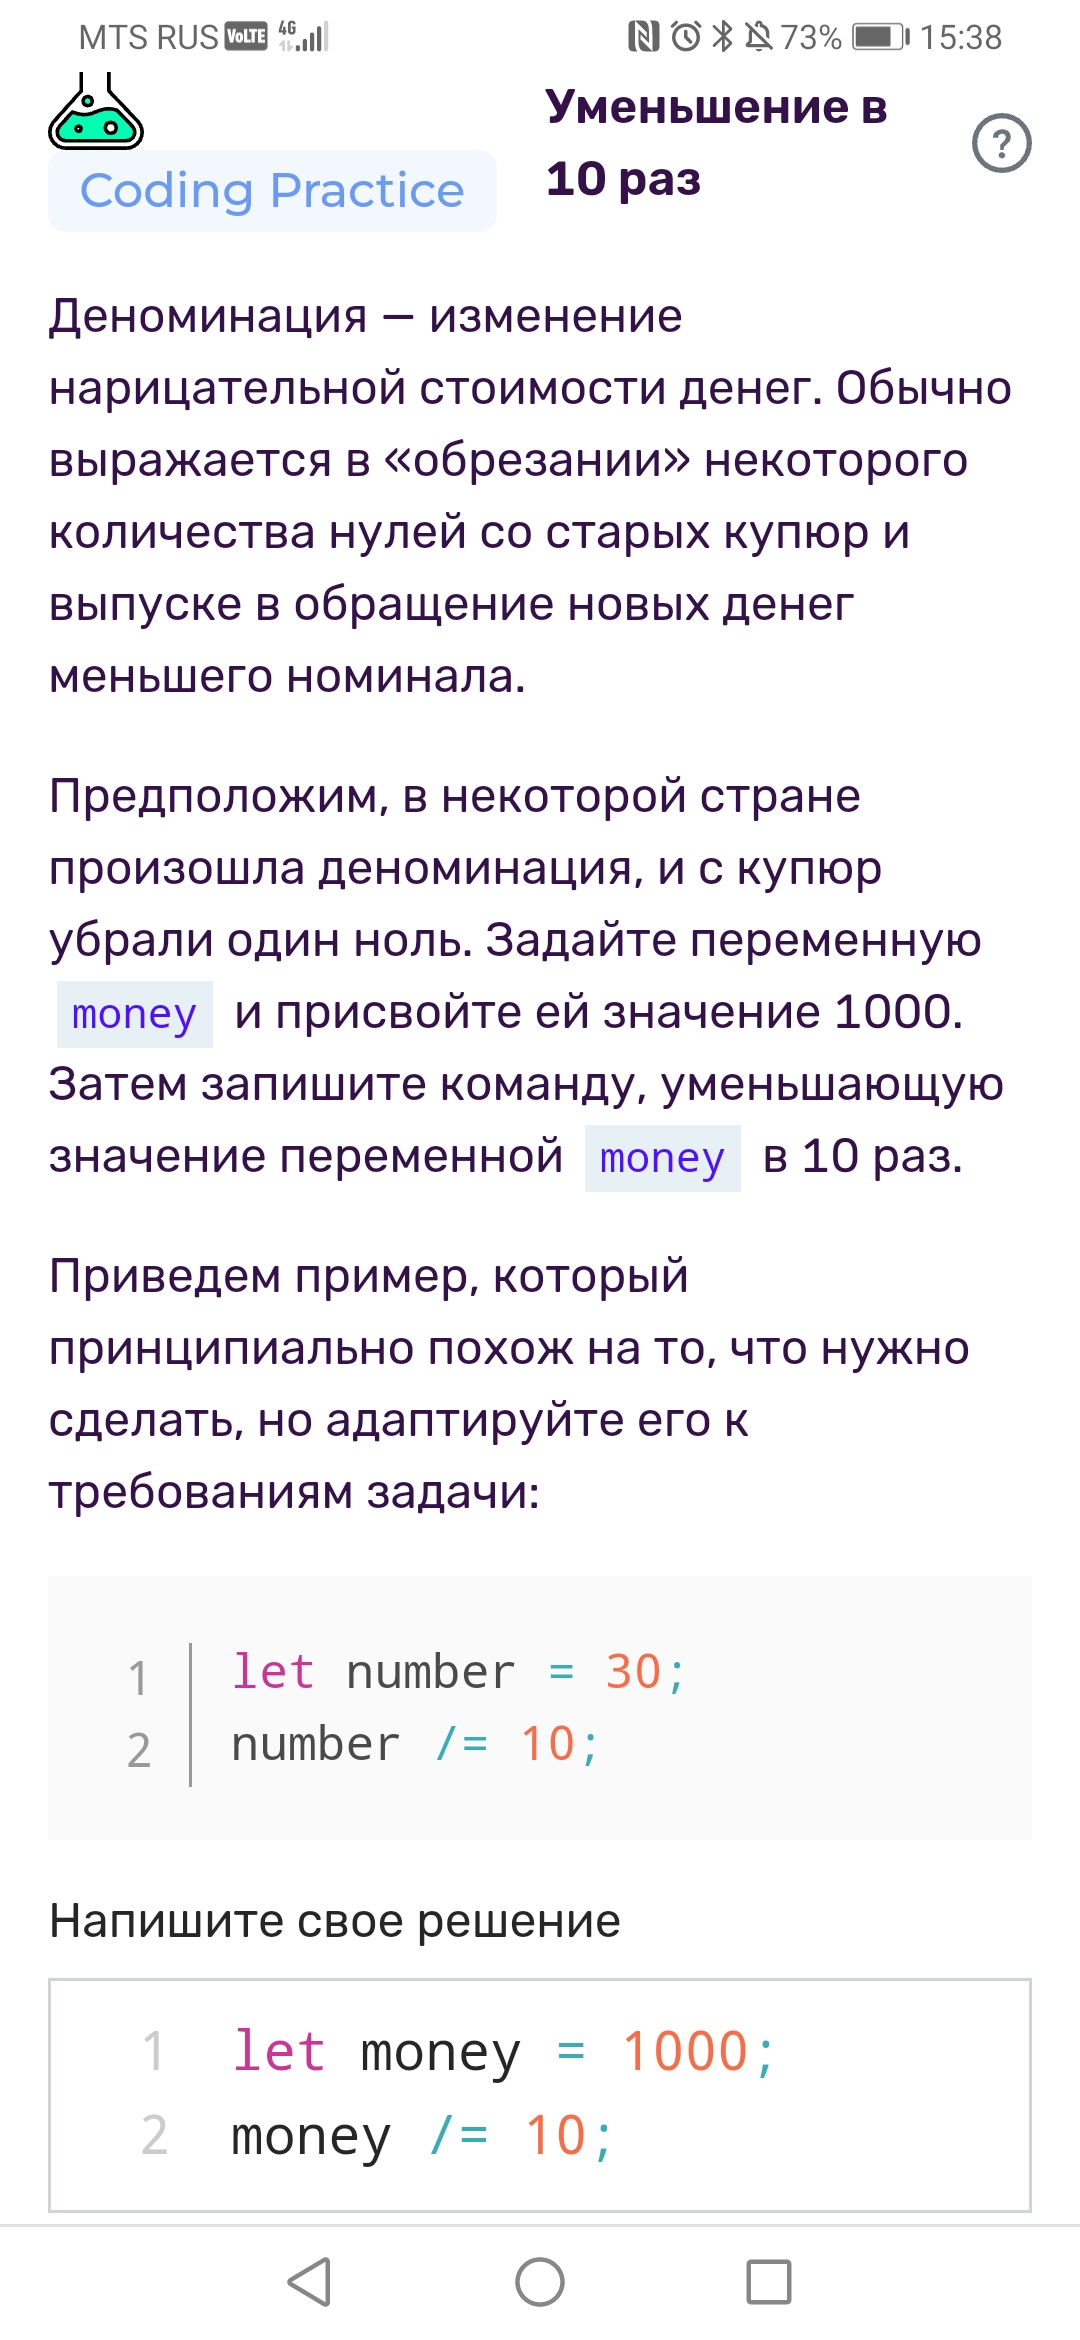 MTS RUS VoLTE 4G 73% 15:38
Уменьшение в
10 раз
?
Coding Practice
Деноминация — изменение
нарицательной стоимости денег. Обычно
выражается в «обрезании» некоторого
количества нулей со старых купюр и
выпуске в обращение новых денег
меньшего номинала.
Предположим, в некоторой стране
произошла деноминация, и с купюр
убрали один ноль. Задайте переменную
money и присвойте ей значение 1000.
Затем запишите команду, уменьшающую
значение переменной money в 10 раз.
Приведем пример, который
принципиально похож на то, что нужно
сделать, но адаптируйте его к
требованиям задачи:
1 let number = 30;
2 number /= 10;
Напишите свое решение
1 let money = 1000;
2 money /= 10;